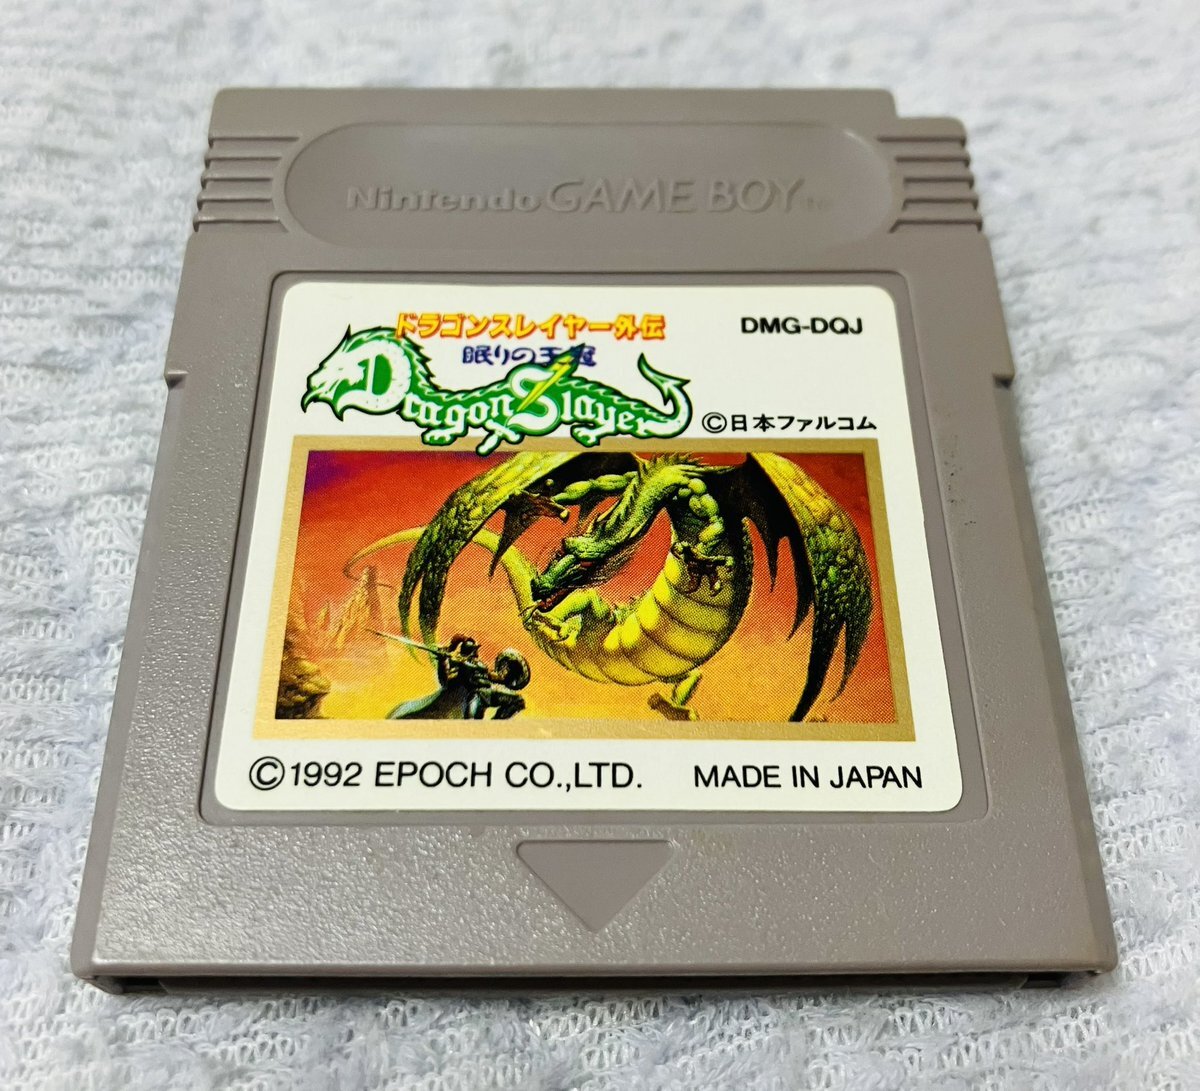 Nintendo GAME BOY™
ドラゴンスレイヤー外伝
DMG-DQJ
眠りの王冠
Dragon Slayer
©日本ファルコム
©1992 EPOCH CO.,LTD.
MADE IN JAPAN